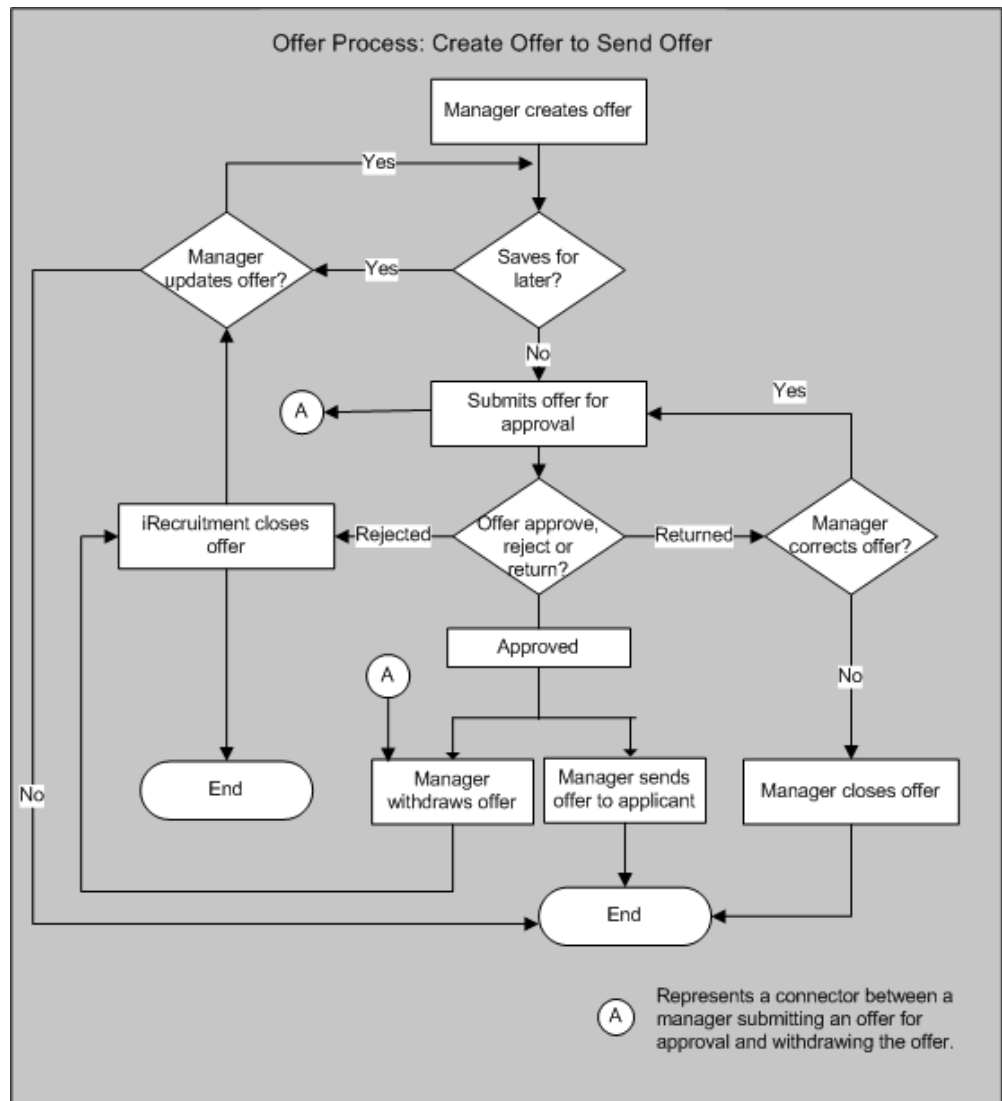 Offer Process: Create Offer to Send Offer
Manager creates offer
Yes
Manager
updates offer?
Yes
Saves for
later?
No
Yes
A
Submits offer for
approval
iRecruitment closes
offer
Rejected
Offer approve,
reject or
return?
Returned
Manager
corrects offer?
Approved
A
No
No
End
Manager
withdraws offer
Manager sends
offer to applicant
Manager closes offer
End
A
Represents a connector between a
manager submitting an offer for
approval and withdrawing the offer.